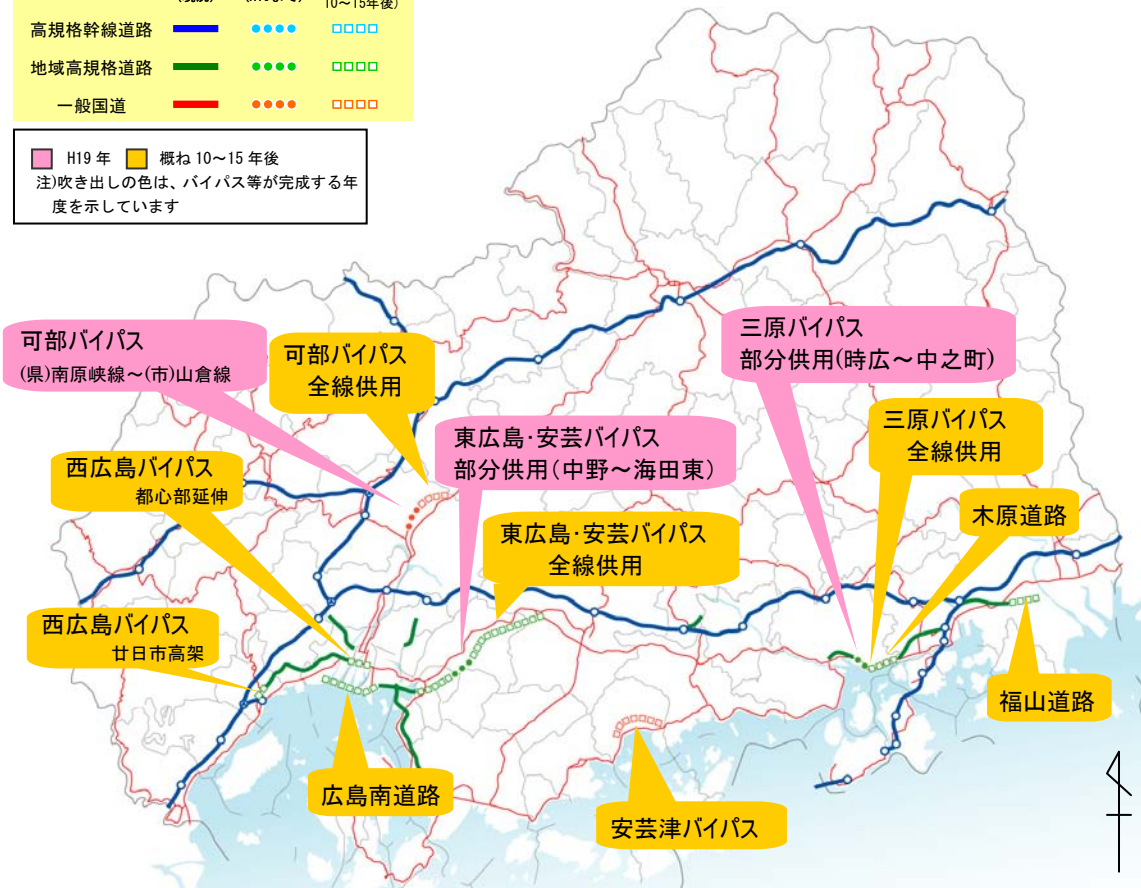 10～15年後)
高規格幹線道路
地域高規格道路
一般国道
H19 年 概ね 10～15 年後
注)吹き出しの色は、バイパス等が完成する年
度を示しています
可部バイパス
(県)南原峡線～(市)山倉線
可部バイパス
全線供用
三原バイパス
部分供用(時広～中之町)
三原バイパス
全線供用
東広島・安芸バイパス
部分供用(中野～海田東)
西広島バイパス
都心部延伸
木原道路
東広島・安芸バイパス
全線供用
西広島バイパス
廿日市高架
福山道路
広島南道路
安芸津バイパス